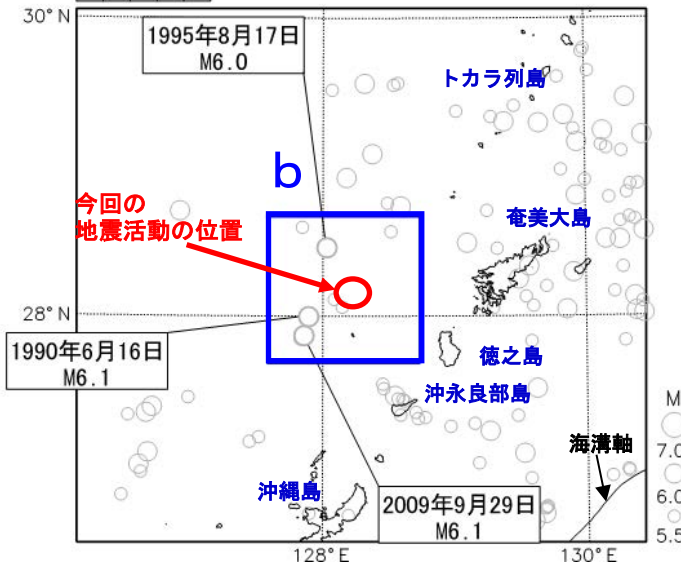 30°N
1995年8月17日
M6.0
トカラ列島
b
今回の
地震活動の位置
奄美大島
28°N
1990年6月16日
M6.1
徳之島
沖永良部島
M
海溝軸
7.0
沖縄島
2009年9月29日
M6.1
6.0
5.5
128°E
130°E